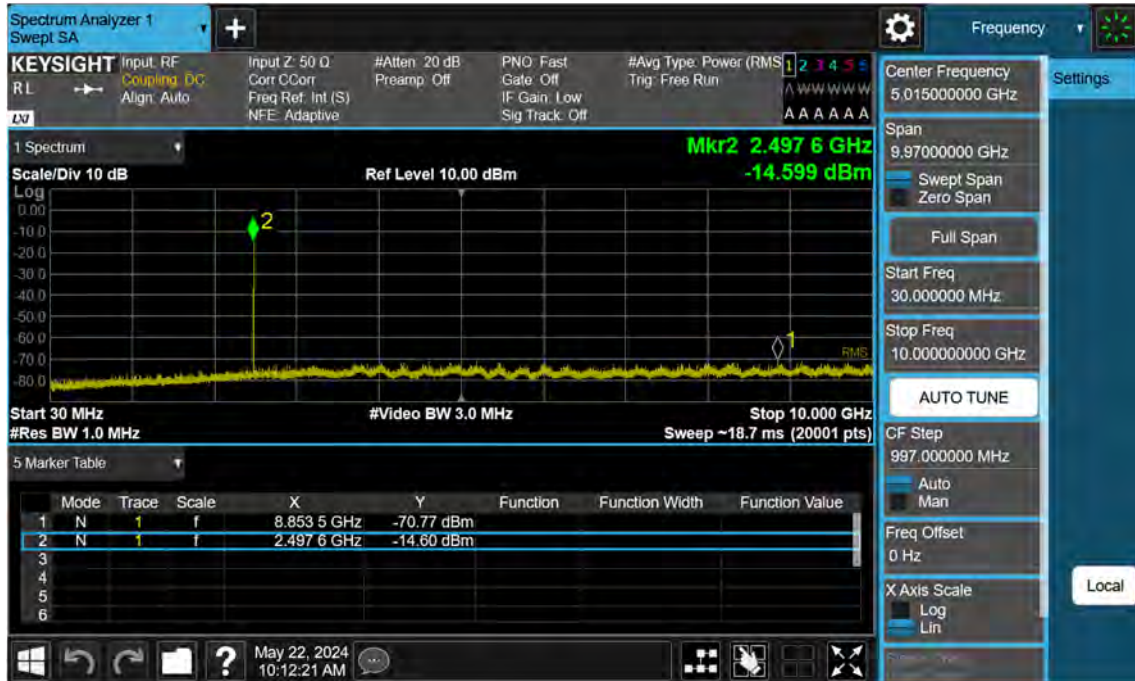 Spectrum Analyzer 1
Swept SA
Frequency
KEYSIGHT
RL
LXI
Input: RF
Coupling: DC
Align: Auto
Input Z: 50 Ω
Corr CCorr
Freq Ref: Int (S)
NFE: Adaptive
#Atten: 20 dB
Preamp: Off
PNO: Fast
Gate: Off
IF Gain: Low
Sig Track: Off
#Avg Type: Power (RMS
Trig: Free Run
1 2 3 4 5 6
A W W W W W
A A A A A A
1 Spectrum
Scale/Div 10 dB
Ref Level 10.00 dBm
Mkr2 2.497 6 GHz
-14.599 dBm
Log
0.00
-10.0
-20.0
-30.0
-40.0
-50.0
-60.0
-70.0
-80.0
2
1
RMS
Start 30 MHz
#Video BW 3.0 MHz
Stop 10.000 GHz
#Res BW 1.0 MHz
Sweep ~18.7 ms (20001 pts)
5 Marker Table
Mode Trace Scale X Y Function Function Width Function Value
1 N 1 f 8.853 5 GHz -70.77 dBm
2 N 1 f 2.497 6 GHz -14.60 dBm
3
4
5
6
May 22, 2024
10:12:21 AM
Center Frequency
5.015000000 GHz
Settings
Span
9.97000000 GHz
Swept Span
Zero Span
Full Span
Start Freq
30.000000 MHz
Stop Freq
10.000000000 GHz
AUTO TUNE
CF Step
997.000000 MHz
Auto
Man
Freq Offset
0 Hz
X Axis Scale
Log
Lin
Local